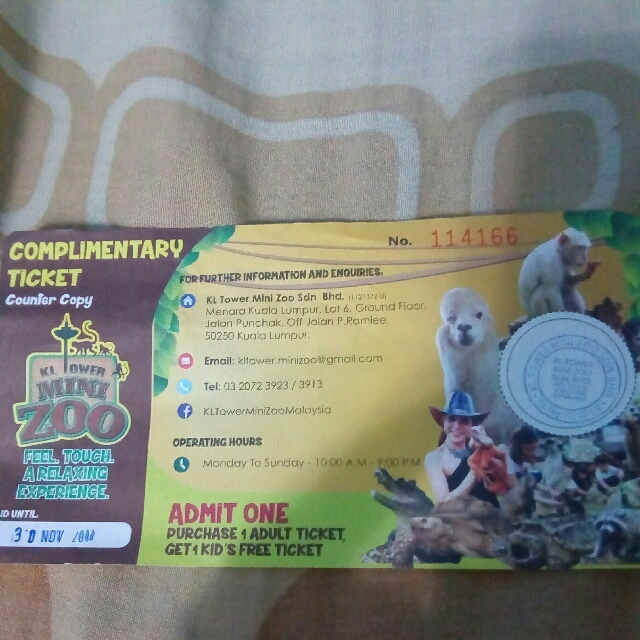 COMPLIMENTARY
TICKET
Counter Copy
No. 114166
FOR FURTHER INFORMATION AND ENQUIRIES:
KL Tower Mini Zoo Sdn Bhd. (1121372-U)
Menara Kuala Lumpur, Lot 6, Ground Floor,
Jalan Punchak, Off Jalan P.Ramlee,
50250 Kuala Lumpur.
Email: kltower.minizoo@gmail.com
Tel: 03 2072 3923 / 3913
KLTowerMiniZooMalaysia
OPERATING HOURS
Monday To Sunday - 10:00 A.M - 9:00 P.M
KL TOWER
MINI
ZOO
FEEL, TOUCH.
A RELAXING
EXPERIENCE.
ID UNTIL:
30 NOV
ADMIT ONE
PURCHASE 1 ADULT TICKET,
GET 1 KID'S FREE TICKET